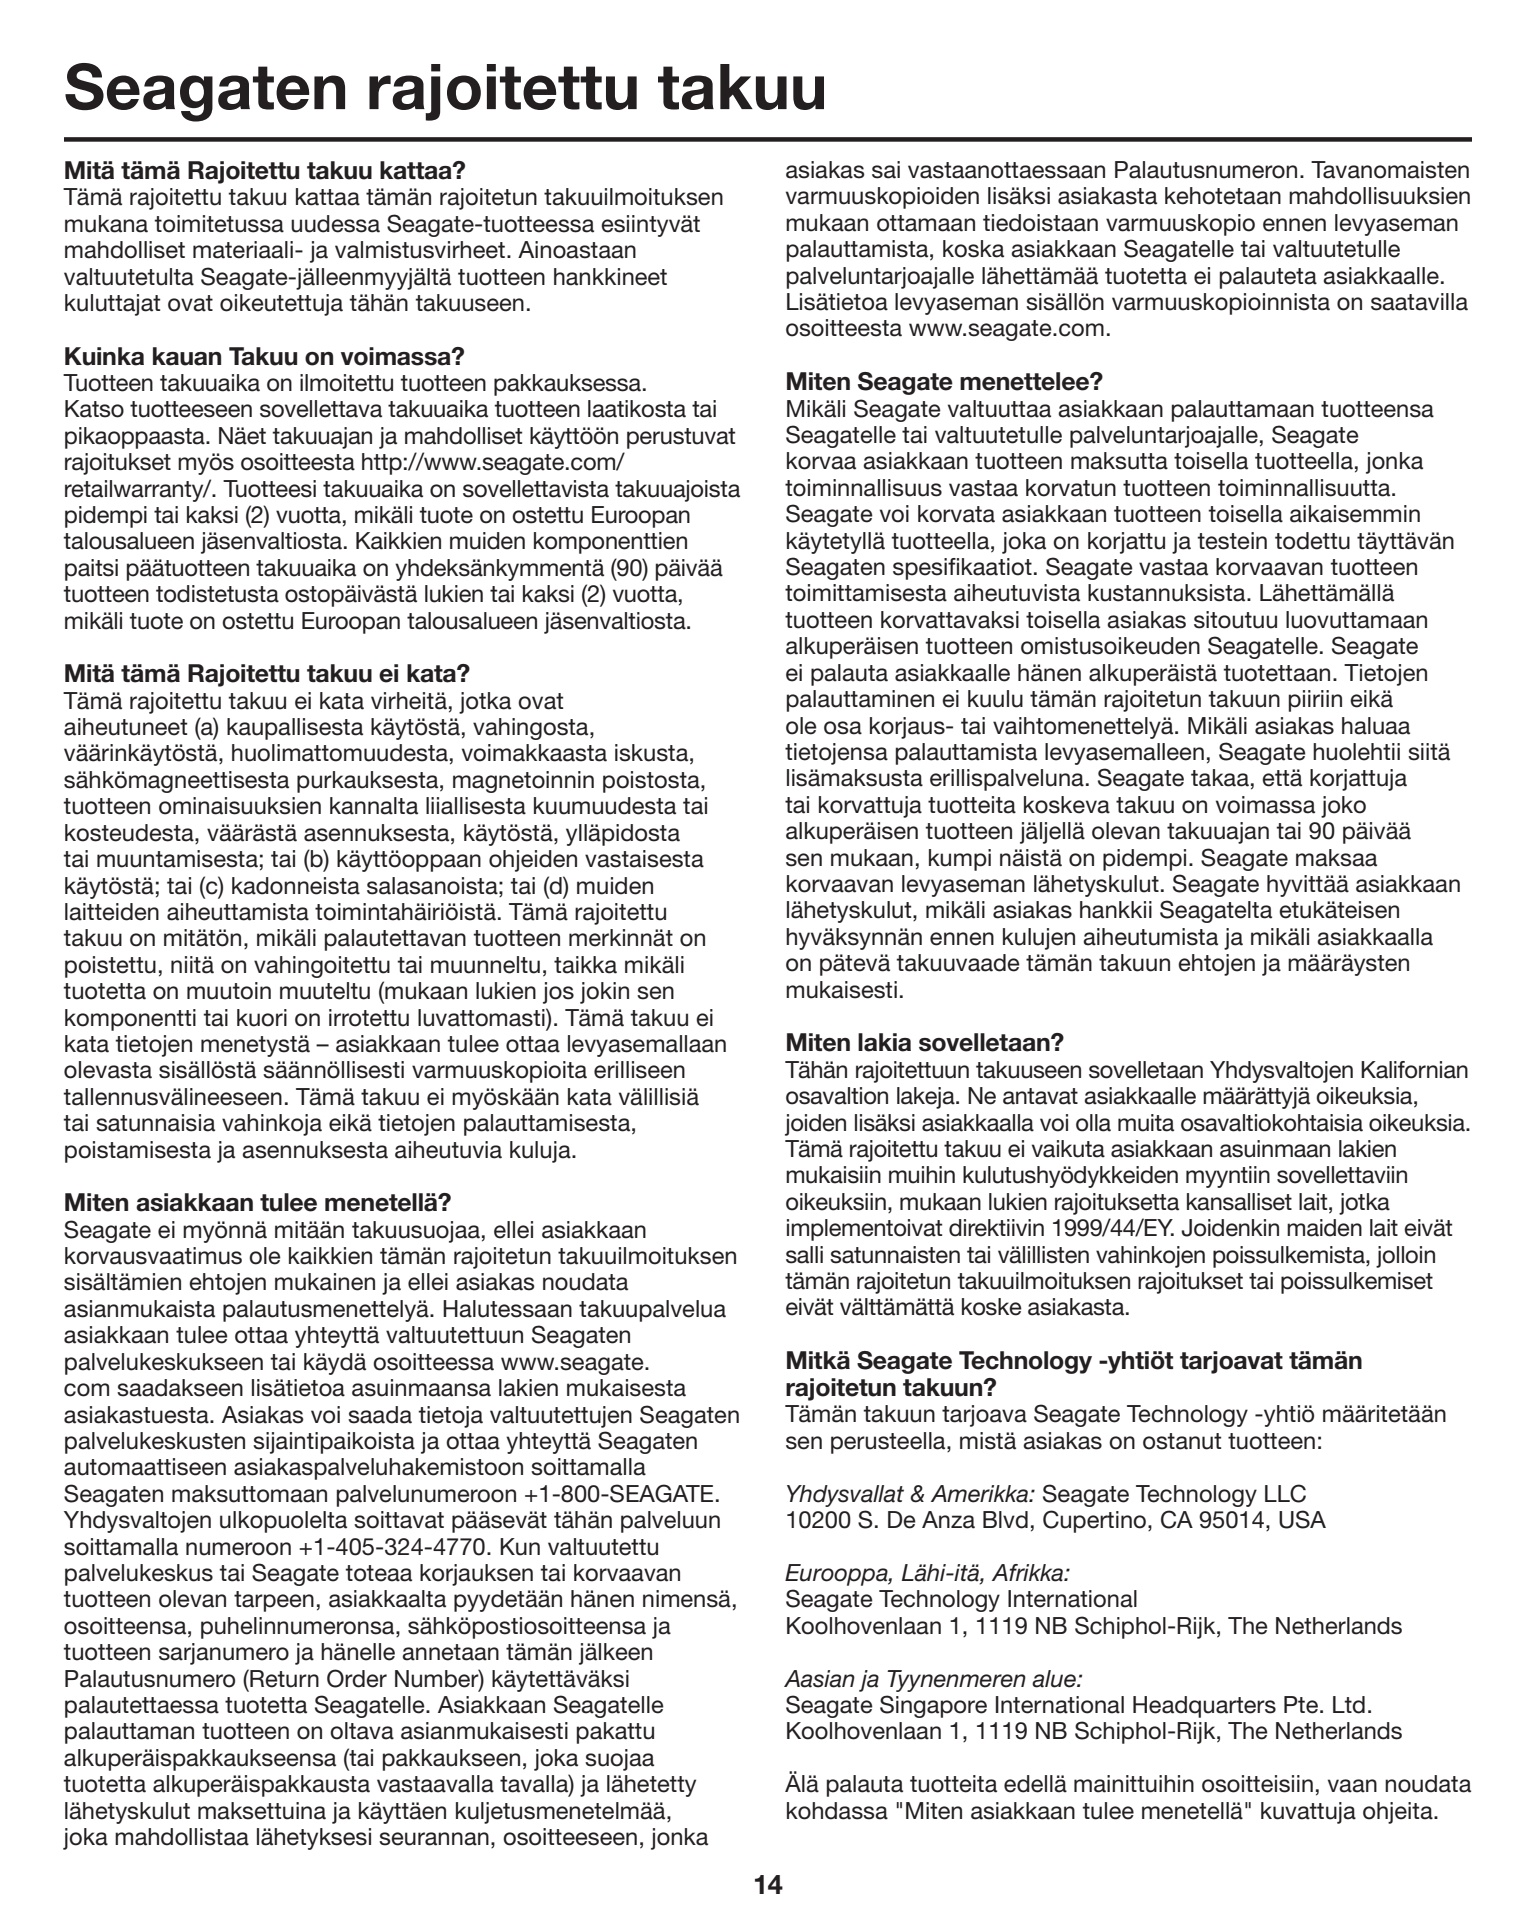 Seagaten rajoitettu takuu
Mitä tämä Rajoitettu takuu kattaa?
Tämä rajoitettu takuu kattaa tämän rajoitetun takuuilmoituksen
mukana toimitetussa uudessa Seagate-tuotteessa esiintyvät
mahdolliset materiaali- ja valmistusvirheet. Ainoastaan
valtuutetulta Seagate-jälleenmyyjältä tuotteen hankkineet
kuluttajat ovat oikeutettuja tähän takuuseen.
Kuinka kauan Takuu on voimassa?
Tuotteen takuuaika on ilmoitettu tuotteen pakkauksessa.
Katso tuotteeseen sovellettava takuuaika tuotteen laatikosta tai
pikaoppaasta. Näet takuuajan ja mahdolliset käyttöön perustuvat
rajoitukset myös osoitteesta http://www.seagate.com/
retailwarranty/. Tuotteesi takuuaika on sovellettavista takuuajoista
pidempi tai kaksi (2) vuotta, mikäli tuote on ostettu Euroopan
talousalueen jäsenvaltiosta. Kaikkien muiden komponenttien
paitsi päätuotteen takuuaika on yhdeksänkymmentä (90) päivää
tuotteen todistetusta ostopäivästä lukien tai kaksi (2) vuotta,
mikäli tuote on ostettu Euroopan talousalueen jäsenvaltiosta.
Mitä tämä Rajoitettu takuu ei kata?
Tämä rajoitettu takuu ei kata virheitä, jotka ovat
aiheutuneet (a) kaupallisesta käytöstä, vahingosta,
väärinkäytöstä, huolimattomuudesta, voimakkaasta iskusta,
sähkömagneettisesta purkauksesta, magnetoinnin poistosta,
tuotteen ominaisuuksien kannalta liiallisesta kuumuudesta tai
kosteudesta, väärästä asennuksesta, käytöstä, ylläpidosta
tai muuntamisesta; tai (b) käyttöoppaan ohjeiden vastaisesta
käytöstä; tai (c) kadonneista salasanoista; tai (d) muiden
laitteiden aiheuttamista toimintahäiriöistä. Tämä rajoitettu
takuu on mitätön, mikäli palautettavan tuotteen merkinnät on
poistettu, niitä on vahingoitettu tai muunneltu, taikka mikäli
tuotetta on muutoin muuteltu (mukaan lukien jos jokin sen
komponentti tai kuori on irrotettu luvattomasti). Tämä takuu ei
kata tietojen menetystä – asiakkaan tulee ottaa levyasemallaan
olevasta sisällöstä säännöllisesti varmuuskopioita erilliseen
tallennusvälineeseen. Tämä takuu ei myöskään kata välillisiä
tai satunnaisia vahinkoja eikä tietojen palauttamisesta,
poistamisesta ja asennuksesta aiheutuvia kuluja.
Miten asiakkaan tulee menetellä?
Seagate ei myönnä mitään takuusuojaa, ellei asiakkaan
korvausvaatimus ole kaikkien tämän rajoitetun takuuilmoituksen
sisältämien ehtojen mukainen ja ellei asiakas noudata
asianmukaista palautusmenettelyä. Halutessaan takuupalvelua
asiakkaan tulee ottaa yhteyttä valtuutettuun Seagaten
palvelukeskukseen tai käydä osoitteessa www.seagate.
com saadakseen lisätietoa asuinmaansa lakien mukaisesta
asiakastuesta. Asiakas voi saada tietoja valtuutettujen Seagaten
palvelukeskusten sijaintipaikoista ja ottaa yhteyttä Seagaten
automaattiseen asiakaspalveluhakemistoon soittamalla
Seagaten maksuttomaan palvelunumeroon +1-800-SEAGATE.
Yhdysvaltojen ulkopuolelta soittavat pääsevät tähän palveluun
soittamalla numeroon +1-405-324-4770. Kun valtuutettu
palvelukeskus tai Seagate toteaa korjauksen tai korvaavan
tuotteen olevan tarpeen, asiakkaalta pyydetään hänen nimensä,
osoitteensa, puhelinnumeronsa, sähköpostiosoitteensa ja
tuotteen sarjanumero ja hänelle annetaan tämän jälkeen
Palautusnumero (Return Order Number) käytettäväksi
palautettaessa tuotetta Seagatelle. Asiakkaan Seagatelle
palauttaman tuotteen on oltava asianmukaisesti pakattu
alkuperäispakkaukseensa (tai pakkaukseen, joka suojaa
tuotetta alkuperäispakkausta vastaavalla tavalla) ja lähetetty
lähetyskulut maksettuina ja käyttäen kuljetusmenetelmää,
joka mahdollistaa lähetyksesi seurannan, osoitteeseen, jonka
asiakas sai vastaanottaessaan Palautusnumeron. Tavanomaisten
varmuuskopioiden lisäksi asiakasta kehotetaan mahdollisuuksien
mukaan ottamaan tiedoistaan varmuuskopio ennen levyaseman
palauttamista, koska asiakkaan Seagatelle tai valtuutetulle
palveluntarjoajalle lähettämää tuotetta ei palauteta asiakkaalle.
Lisätietoa levyaseman sisällön varmuuskopioinnista on saatavilla
osoitteesta www.seagate.com.
Miten Seagate menettelee?
Mikäli Seagate valtuuttaa asiakkaan palauttamaan tuotteensa
Seagatelle tai valtuutetulle palveluntarjoajalle, Seagate
korvaa asiakkaan tuotteen maksutta toisella tuotteella, jonka
toiminnallisuus vastaa korvatun tuotteen toiminnallisuutta.
Seagate voi korvata asiakkaan tuotteen toisella aikaisemmin
käytetyllä tuotteella, joka on korjattu ja testein todettu täyttävän
Seagaten spesifikaatiot. Seagate vastaa korvaavan tuotteen
toimittamisesta aiheutuvista kustannuksista. Lähettämällä
tuotteen korvattavaksi toisella asiakas sitoutuu luovuttamaan
alkuperäisen tuotteen omistusoikeuden Seagatelle. Seagate
ei palauta asiakkaalle hänen alkuperäistä tuotettaan. Tietojen
palauttaminen ei kuulu tämän rajoitetun takuun piiriin eikä
ole osa korjaus- tai vaihtomenettelyä. Mikäli asiakas haluaa
tietojensa palauttamista levyasemalleen, Seagate huolehtii siitä
lisämaksusta erillispalveluna. Seagate takaa, että korjattuja
tai korvattuja tuotteita koskeva takuu on voimassa joko
alkuperäisen tuotteen jäljellä olevan takuuajan tai 90 päivää
sen mukaan, kumpi näistä on pidempi. Seagate maksaa
korvaavan levyaseman lähetyskulut. Seagate hyvittää asiakkaan
lähetyskulut, mikäli asiakas hankkii Seagatelta etukäteisen
hyväksynnän ennen kulujen aiheutumista ja mikäli asiakkaalla
on pätevä takuuvaade tämän takuun ehtojen ja määräysten
mukaisesti.
Miten lakia sovelletaan?
Tähän rajoitettuun takuuseen sovelletaan Yhdysvaltojen Kalifornian
osavaltion lakeja. Ne antavat asiakkaalle määrättyjä oikeuksia,
joiden lisäksi asiakkaalla voi olla muita osavaltiokohtaisia oikeuksia.
Tämä rajoitettu takuu ei vaikuta asiakkaan asuinmaan lakien
mukaisiin muihin kulutushyödykkeiden myyntiin sovellettaviin
oikeuksiin, mukaan lukien rajoituksetta kansalliset lait, jotka
implementoivat direktiivin 1999/44/EY. Joidenkin maiden lait eivät
salli satunnaisten tai välillisten vahinkojen poissulkemista, jolloin
tämän rajoitetun takuuilmoituksen rajoitukset tai poissulkemiset
eivät välttämättä koske asiakasta.
Mitkä Seagate Technology -yhtiöt tarjoavat tämän
rajoitetun takuun?
Tämän takuun tarjoava Seagate Technology -yhtiö määritetään
sen perusteella, mistä asiakas on ostanut tuotteen:
Yhdysvallat & Amerikka: Seagate Technology LLC
10200 S. De Anza Blvd, Cupertino, CA 95014, USA
Eurooppa, Lähi-itä, Afrikka:
Seagate Technology International
Koolhovenlaan 1, 1119 NB Schiphol-Rijk, The Netherlands
Aasian ja Tyynenmeren alue:
Seagate Singapore International Headquarters Pte. Ltd.
Koolhovenlaan 1, 1119 NB Schiphol-Rijk, The Netherlands
Älä palauta tuotteita edellä mainittuihin osoitteisiin, vaan noudata
kohdassa "Miten asiakkaan tulee menetellä" kuvattuja ohjeita.
14